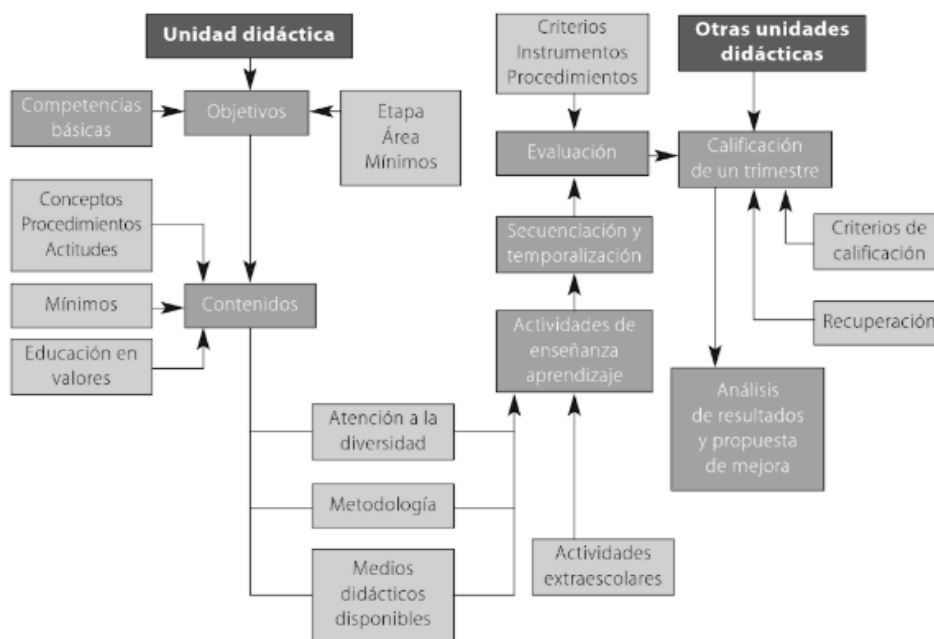 Unidad didáctica
Competencias
básicas
Objetivos
Etapa
Área
Mínimos
Conceptos
Procedimientos
Actitudes
Mínimos
Contenidos
Educación en
valores
Atención a la
diversidad
Metodología
Medios
didácticos
disponibles
Criterios
Instrumentos
Procedimientos
Evaluación
Secuenciación y
temporalización
Actividades de
enseñanza
aprendizaje
Actividades
extraescolares
Otras unidades
didácticas
Calificación
de un trimestre
Criterios de
calificación
Recuperación
Análisis
de resultados
y propuesta
de mejora